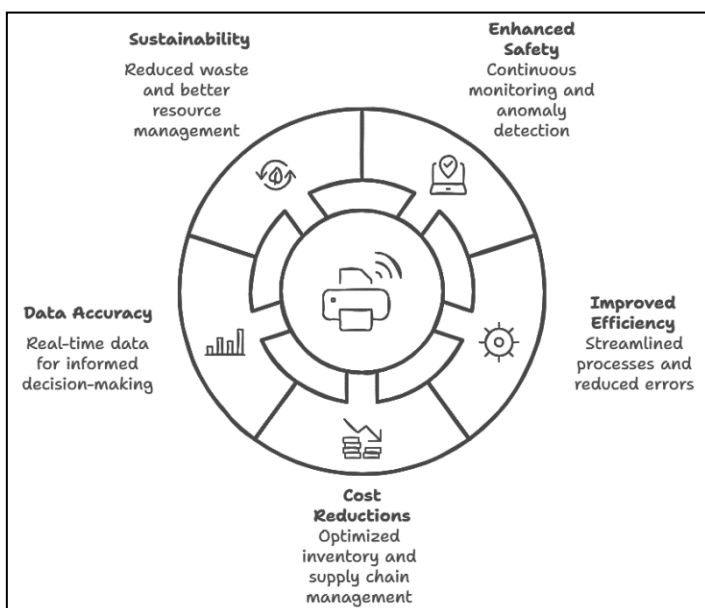 Sustainability
Reduced waste
and better
resource
management
Enhanced
Safety
Continuous
monitoring and
anomaly
detection
Data Accuracy
Real-time data
for informed
decision-making
Improved
Efficiency
Streamlined
processes and
reduced errors
Cost
Reductions
Optimized
inventory and
supply chain
management